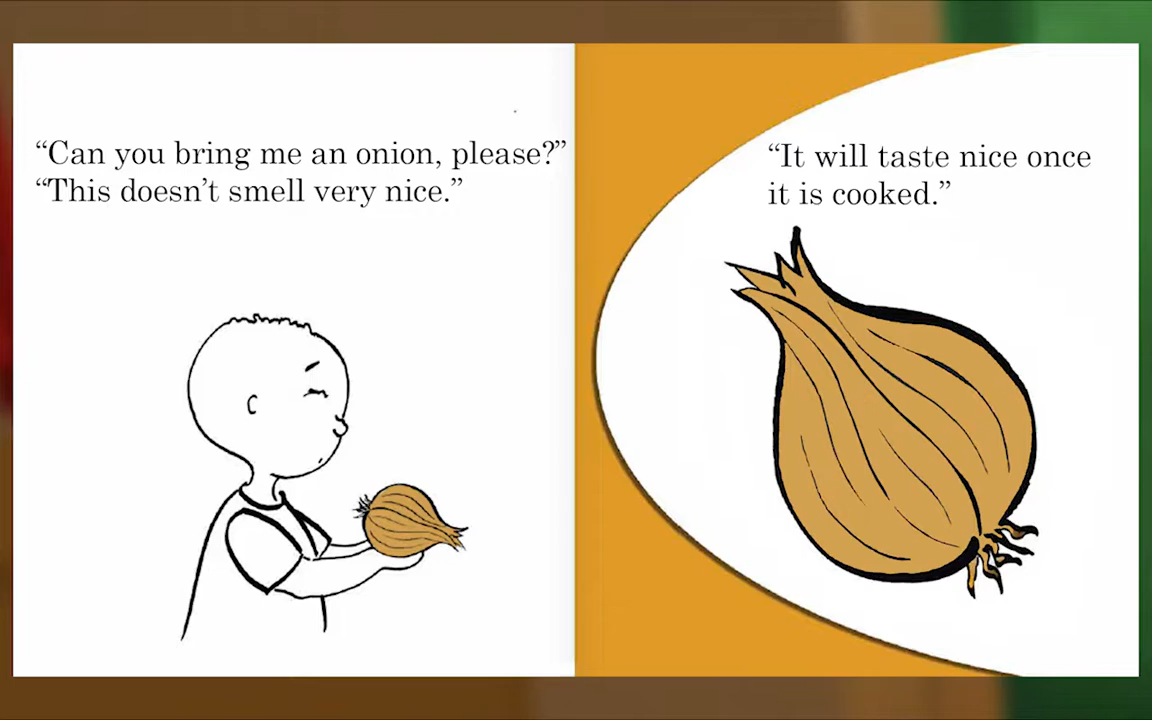 “Can you bring me an onion, please?”
“This doesn’t smell very nice.”
“It will taste nice once
it is cooked.”